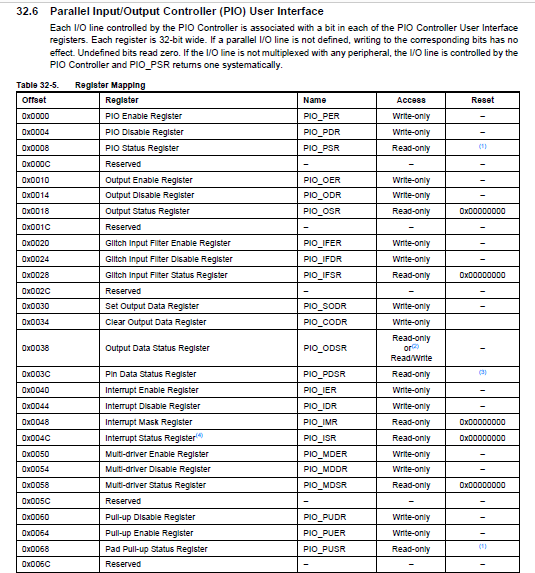 32.6 Parallel Input/Output Controller (PIO) User Interface
Each I/O line controlled by the PIO Controller is associated with a bit in each of the PIO Controller User Interface
registers. Each register is 32-bit wide. If a parallel I/O line is not defined, writing to the corresponding bits has no
effect. Undefined bits read zero. If the I/O line is not multiplexed with any peripheral, the I/O line is controlled by the
PIO Controller and PIO_PSR returns one systematically.
Table 32-5. Register Mapping
Offset Register Name Access Reset
0x0000 PIO Enable Register PIO_PER Write-only –
0x0004 PIO Disable Register PIO_PDR Write-only –
0x0008 PIO Status Register PIO_PSR Read-only (1)
0x000C Reserved – – –
0x0010 Output Enable Register PIO_OER Write-only –
0x0014 Output Disable Register PIO_ODR Write-only –
0x0018 Output Status Register PIO_OSR Read-only 0x00000000
0x001C Reserved – – –
0x0020 Glitch Input Filter Enable Register PIO_IFER Write-only –
0x0024 Glitch Input Filter Disable Register PIO_IFDR Write-only –
0x0028 Glitch Input Filter Status Register PIO_IFSR Read-only 0x00000000
0x002C Reserved – – –
0x0030 Set Output Data Register PIO_SODR Write-only –
0x0034 Clear Output Data Register PIO_CODR Write-only
0x0038 Output Data Status Register PIO_ODSR Read-only or(2) Read/Write –
0x003C Pin Data Status Register PIO_PDSR Read-only (3)
0x0040 Interrupt Enable Register PIO_IER Write-only –
0x0044 Interrupt Disable Register PIO_IDR Write-only –
0x0048 Interrupt Mask Register PIO_IMR Read-only 0x00000000
0x004C Interrupt Status Register(4) PIO_ISR Read-only 0x00000000
0x0050 Multi-driver Enable Register PIO_MDER Write-only –
0x0054 Multi-driver Disable Register PIO_MDDR Write-only –
0x0058 Multi-driver Status Register PIO_MDSR Read-only 0x00000000
0x005C Reserved – – –
0x0060 Pull-up Disable Register PIO_PUDR Write-only –
0x0064 Pull-up Enable Register PIO_PUER Write-only –
0x0068 Pad Pull-up Status Register PIO_PUSR Read-only (1)
0x006C Reserved – – –